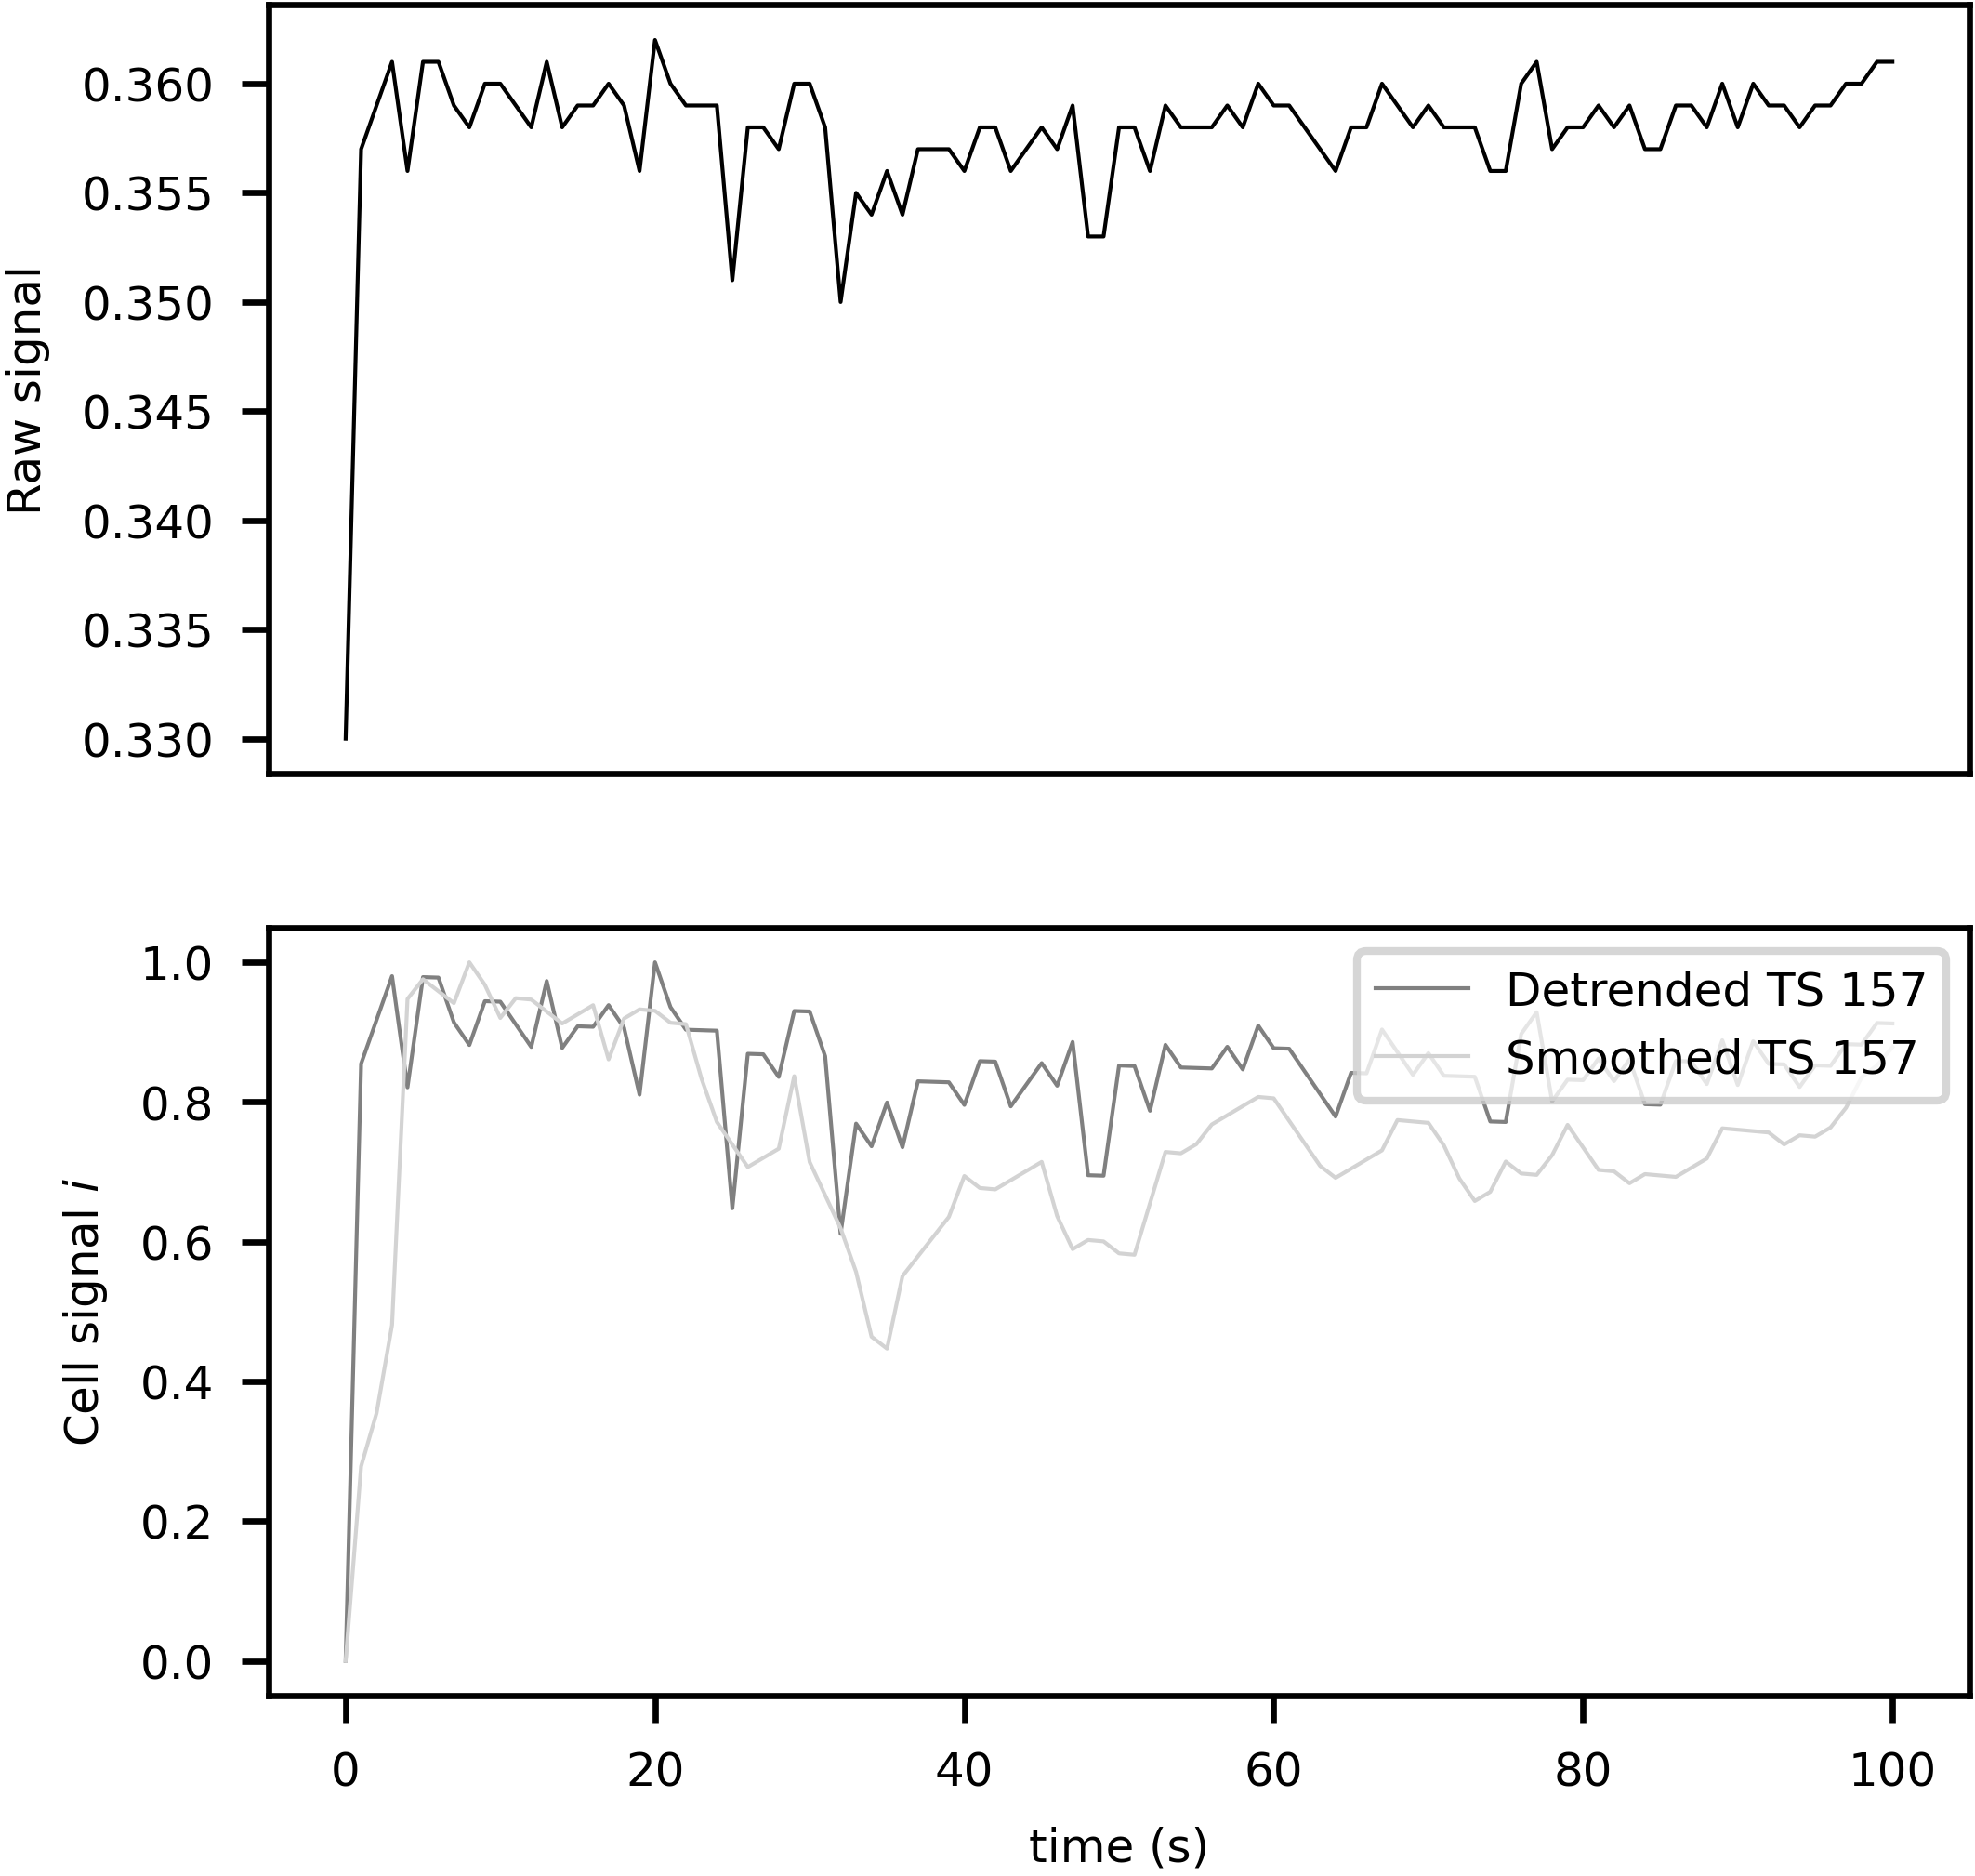 Raw signal
0.360
0.355
0.350
0.345
0.340
0.335
0.330
Cell signal i
1.0
0.8
0.6
0.4
0.2
0.0
Detrended TS 157
Smoothed TS 157
0 20 40 60 80 100
time (s)